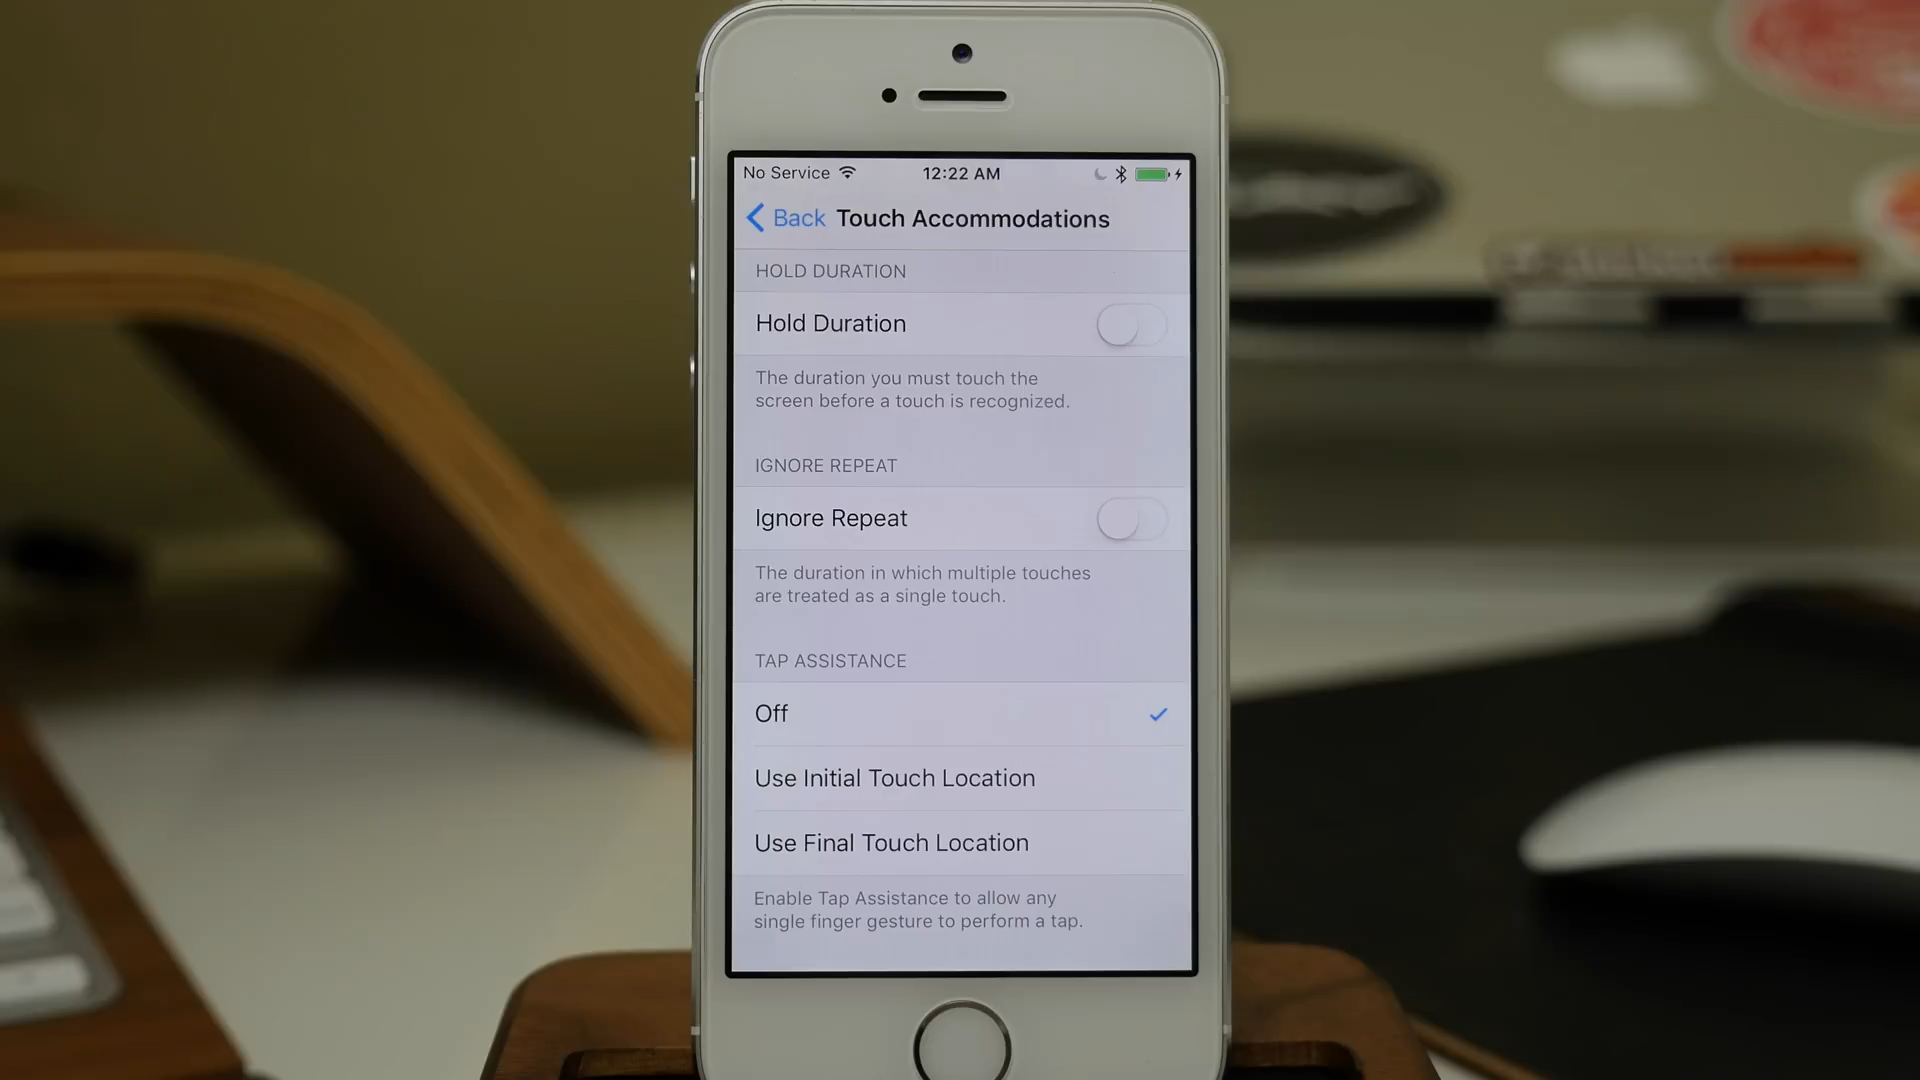 No Service 12:22 AM
Back Touch Accommodations
HOLD DURATION
Hold Duration
The duration you must touch the
screen before a touch is recognized.
IGNORE REPEAT
Ignore Repeat
The duration in which multiple touches
are treated as a single touch.
TAP ASSISTANCE
Off
Use Initial Touch Location
Use Final Touch Location
Enable Tap Assistance to allow any
single finger gesture to perform a tap.